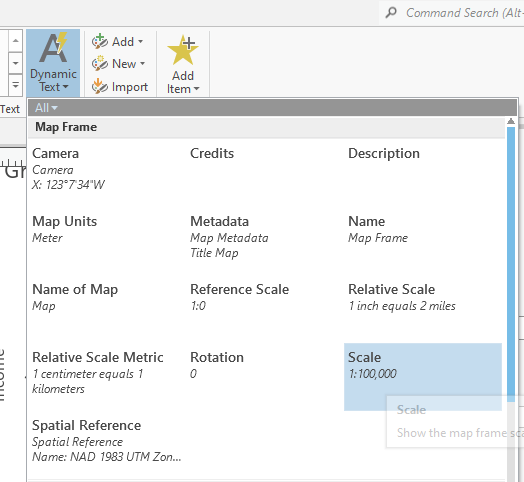 Command Search (Alt-
Dynamic Text
Add
New
Import
Add Item
Text
All
Map Frame
Camera
Camera
X: 123°7'34"W
Credits
Description
Map Units
Meter
Metadata
Map Metadata
Title Map
Name
Map Frame
Name of Map
Map
Reference Scale
1:0
Relative Scale
1 inch equals 2 miles
Relative Scale Metric
1 centimeter equals 1
kilometers
Rotation
0
Scale
1:100,000
Scale
Show the map frame sca
Spatial Reference
Spatial Reference
Name: NAD 1983 UTM Zon...
Gr
Income